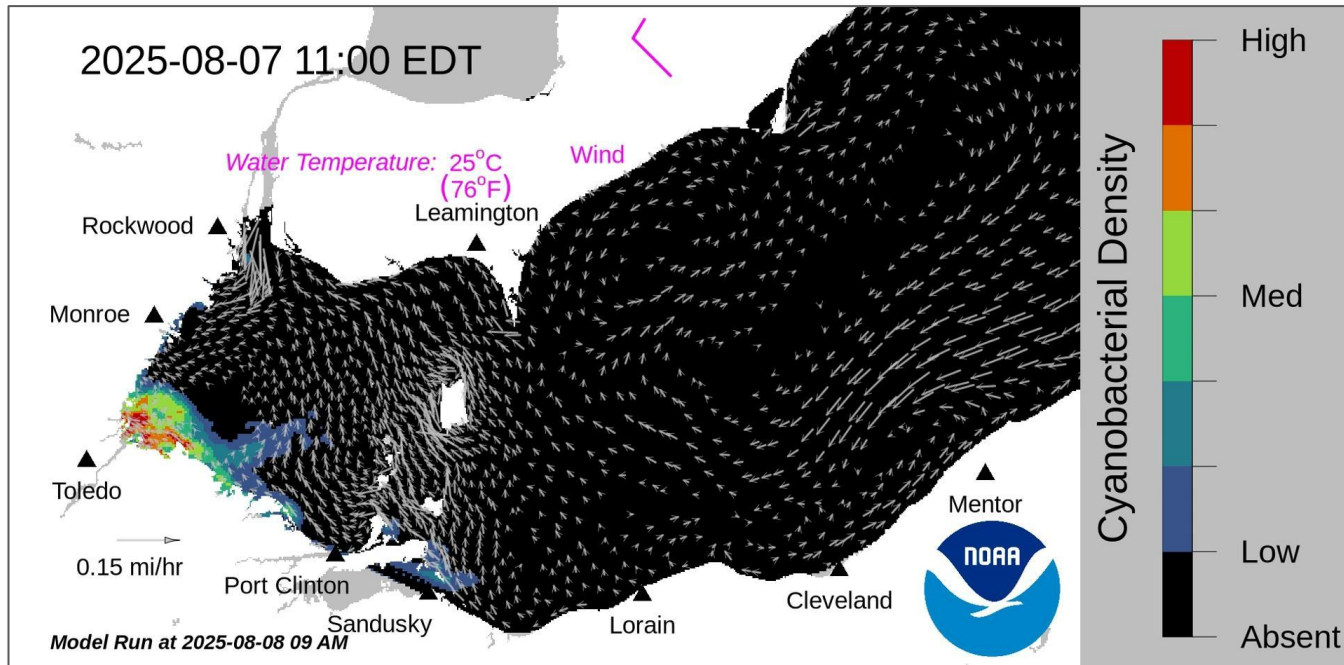 2025-08-07 11:00 EDT
Water Temperature: 25°C
(76°F)
Wind
Leamington
Rockwood
Monroe
Toledo
0.15 mi/hr
Port Clinton
Sandusky
Lorain
Cleveland
Mentor
NOAA
Model Run at 2025-08-08 09 AM
Cyanobacterial Density
High
Med
Low
Absent